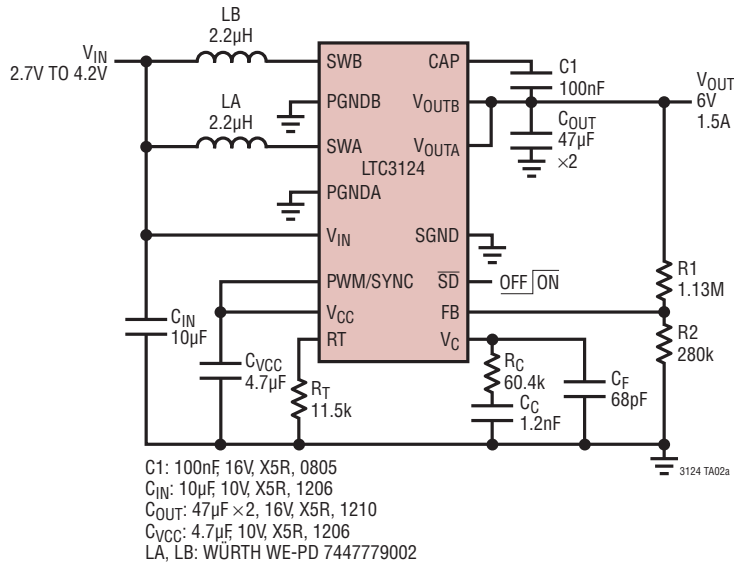 LB
2.2µH
VIN
2.7V TO 4.2V
SWB
CAP
C1
100nF
VOUT
6V
1.5A
PGNDB
VOUTB
LA
2.2µH
COUT
47µF
×2
SWA
VOUTA
LTC3124
PGNDA
VIN
SGND
PWM/SYNC
SD
OFF ON
R1
1.13M
CIN
10µF
VCC
FB
R2
280k
RT
VC
CVCC
4.7µF
RT
11.5k
RC
60.4k
CC
1.2nF
CF
68pF
3124 TA02a
C1: 100nF, 16V, X5R, 0805
CIN: 10µF, 10V, X5R, 1206
COUT: 47µF ×2, 16V, X5R, 1210
CVCC: 4.7µF, 10V, X5R, 1206
LA, LB: WÜRTH WE-PD 7447779002